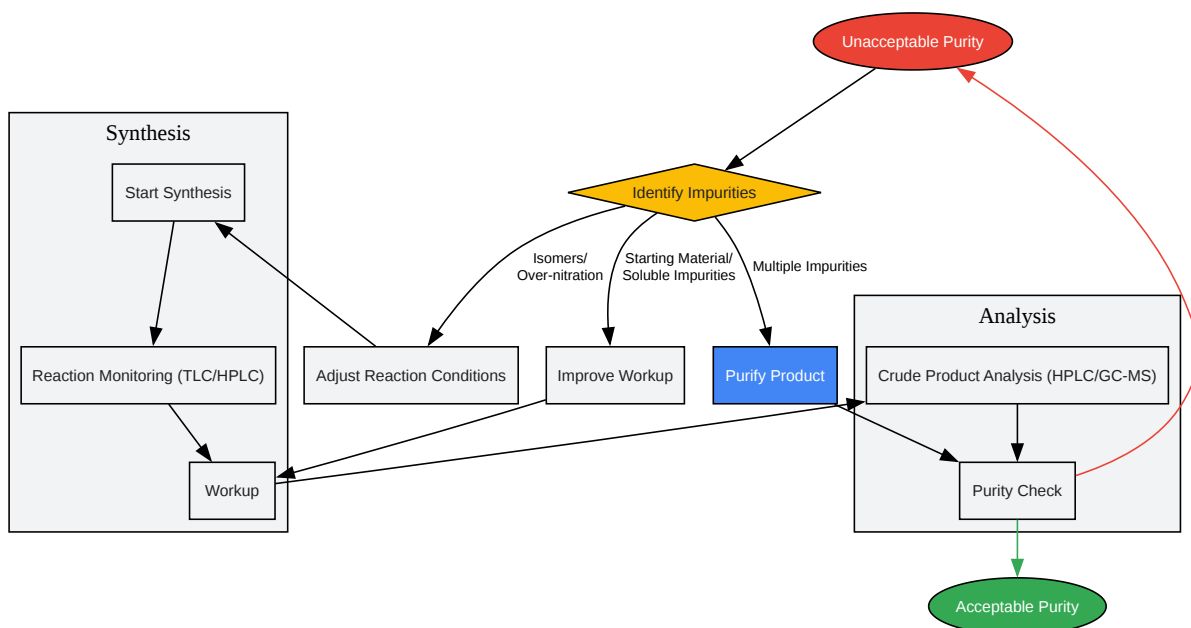 Unacceptable Purity
Synthesis
Start Synthesis
Identify Impurities
Isomers/
Over-nitration
Starting Material/
Soluble Impurities
Multiple Impurities
Analysis
Reaction Monitoring (TLC/HPLC)
Adjust Reaction Conditions
Improve Workup
Purify Product
Crude Product Analysis (HPLC/GC-MS)
Workup
Purity Check
Acceptable Purity